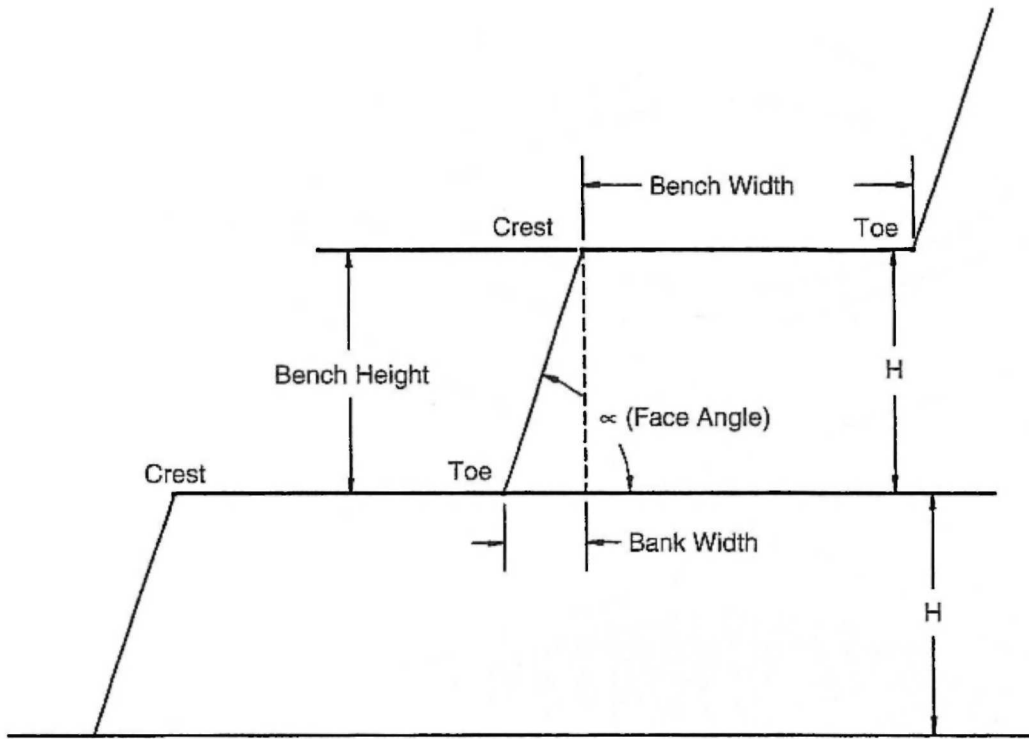 Bench Width
Crest
Toe
Bench Height
H
∝ (Face Angle)
Crest
Toe
Bank Width
H